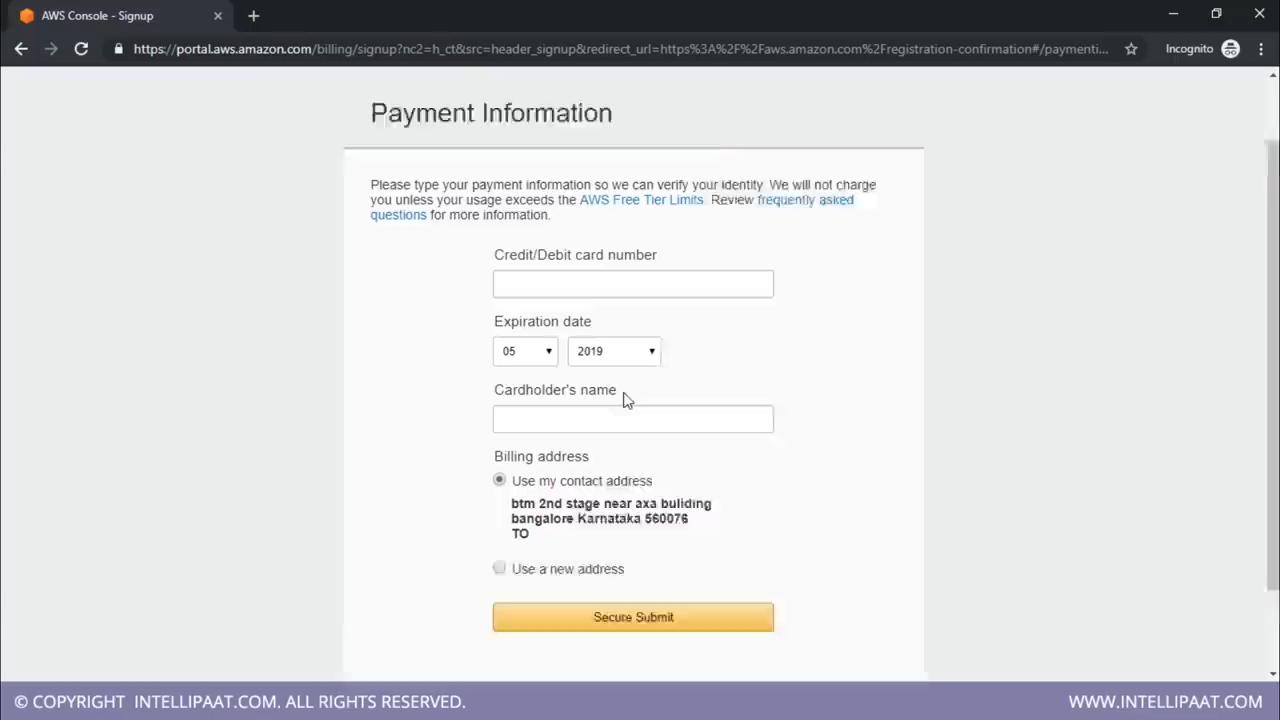 AWS Console - Signup
https://portal.aws.amazon.com/billing/signup?nc2=h_ct&src=header_signup&redirect_url=https%3A%2F%2Faws.amazon.com%2Fregistration-confirmation#/paymenti...
Incognito
Payment Information
Please type your payment information so we can verify your identity. We will not charge
you unless your usage exceeds the AWS Free Tier Limits. Review frequently asked
questions for more information.
Credit/Debit card number
Expiration date
05 2019
Cardholder's name
Billing address
Use my contact address
btm 2nd stage near axa buliding
bangalore Karnataka 560076
TO
Use a new address
Secure Submit
© COPYRIGHT INTELLIPAAT.COM. ALL RIGHTS RESERVED.
WWW.INTELLIPAAT.COM